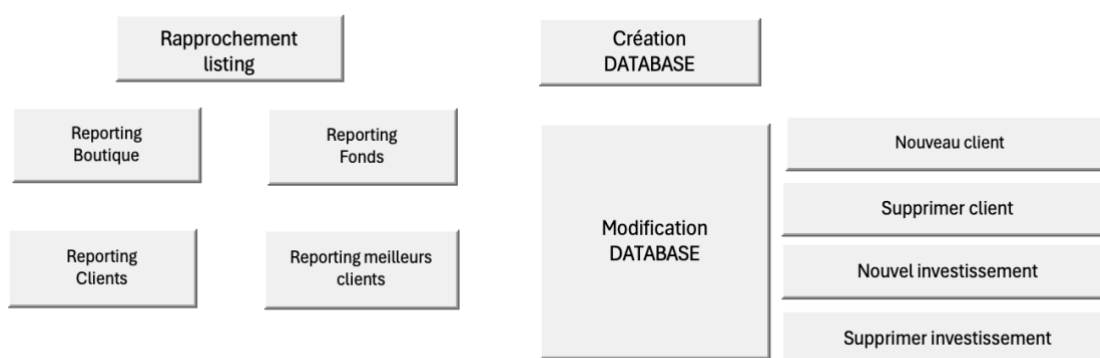 Rapprochement
listing
Création
DATABASE
Reporting
Boutique
Reporting
Fonds
Reporting
Clients
Reporting meilleurs
clients
Modification
DATABASE
Nouveau client
Supprimer client
Nouvel investissement
Supprimer investissement